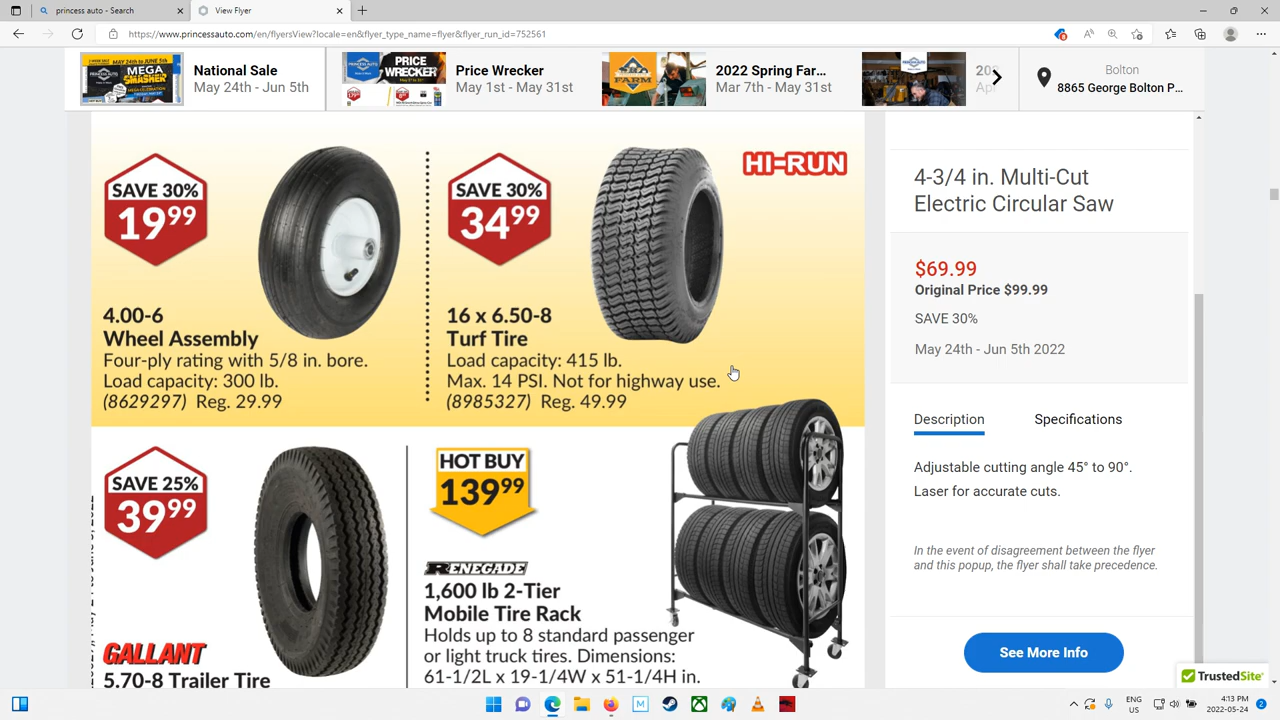 princess auto - Search
View Flyer
https://www.princessauto.com/en/flyersView?locale=en&flyer_type_name=flyer&flyer_run_id=752561
National Sale
May 24th - Jun 5th
Price Wrecker
May 1st - May 31st
2022 Spring Far...
Mar 7th - May 31st
Bolton
8865 George Bolton P...
SAVE 30%
19.99
4.00-6
Wheel Assembly
Four-ply rating with 5/8 in. bore.
Load capacity: 300 lb.
(8629297) Reg. 29.99
SAVE 30%
34.99
HI-RUN
16 x 6.50-8
Turf Tire
Load capacity: 415 lb.
Max. 14 PSI. Not for highway use.
(8985327) Reg. 49.99
SAVE 25%
39.99
GALLANT
5.70-8 Trailer Tire
HOT BUY
139.99
RENEGADE
1,600 lb 2-Tier
Mobile Tire Rack
Holds up to 8 standard passenger
or light truck tires. Dimensions:
61-1/2L x 19-1/4W x 51-1/4H in.
4-3/4 in. Multi-Cut
Electric Circular Saw
$69.99
Original Price $99.99
SAVE 30%
May 24th - Jun 5th 2022
Description
Specifications
Adjustable cutting angle 45° to 90°.
Laser for accurate cuts.
In the event of disagreement between the flyer
and this popup, the flyer shall take precedence.
See More Info
TrustedSite
ENG
US
4:13 PM
2022-05-24